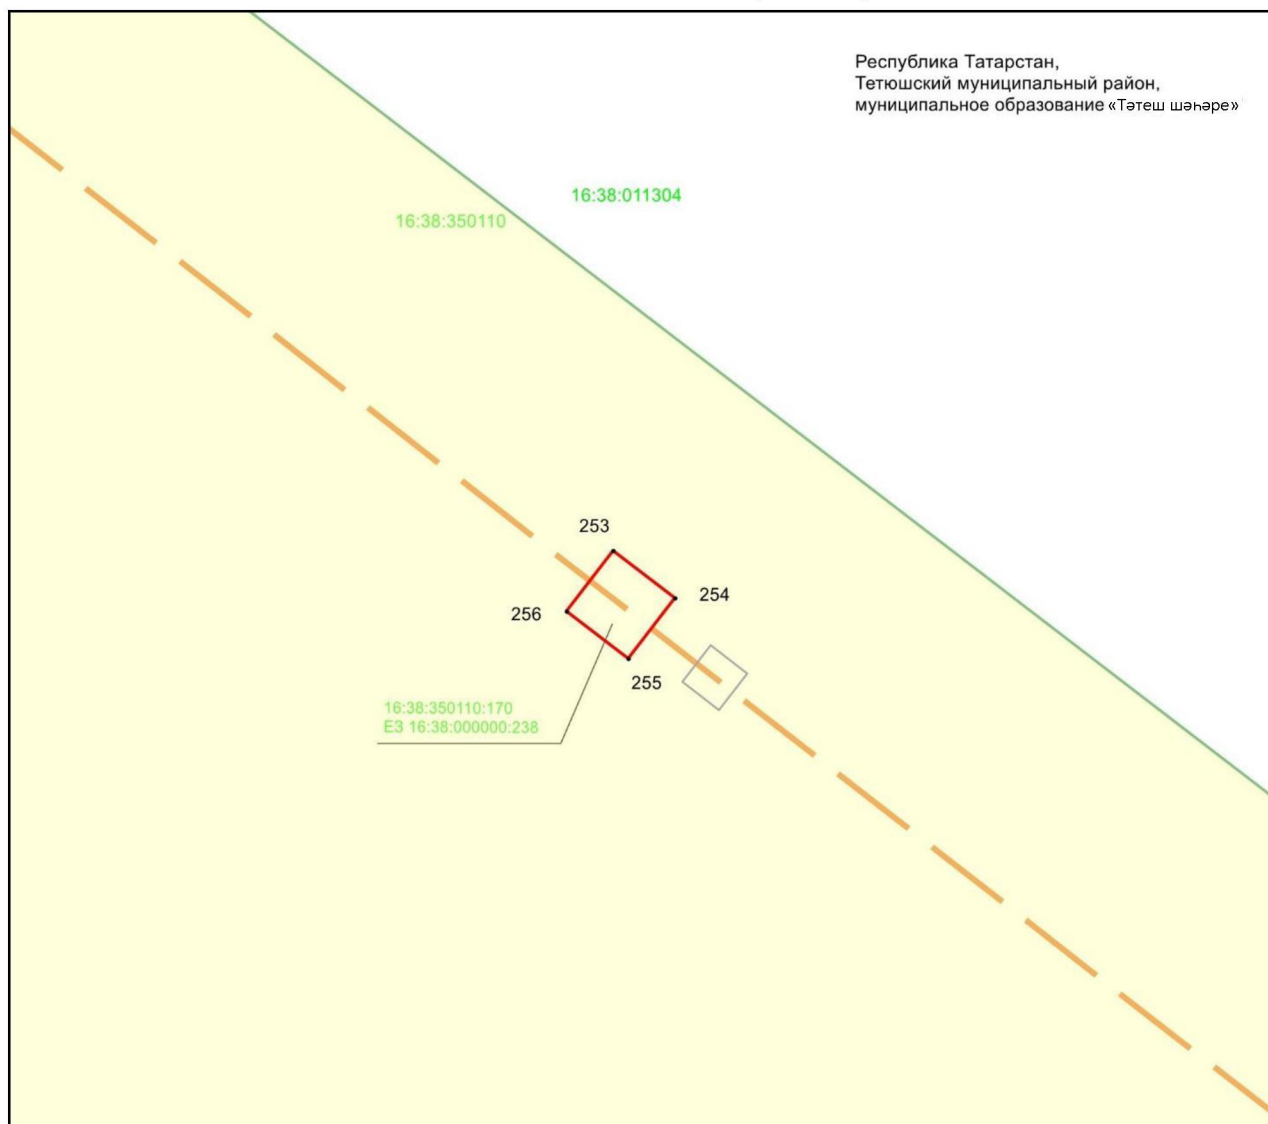 Республика Татарстан,
Тетюшский муниципальный район,
муниципальное образование «Тәтеш шәһәре»
16:38:011304
16:38:350110
253
254
256
255
16:38:350110:170
ЕЗ 16:38:000000:238